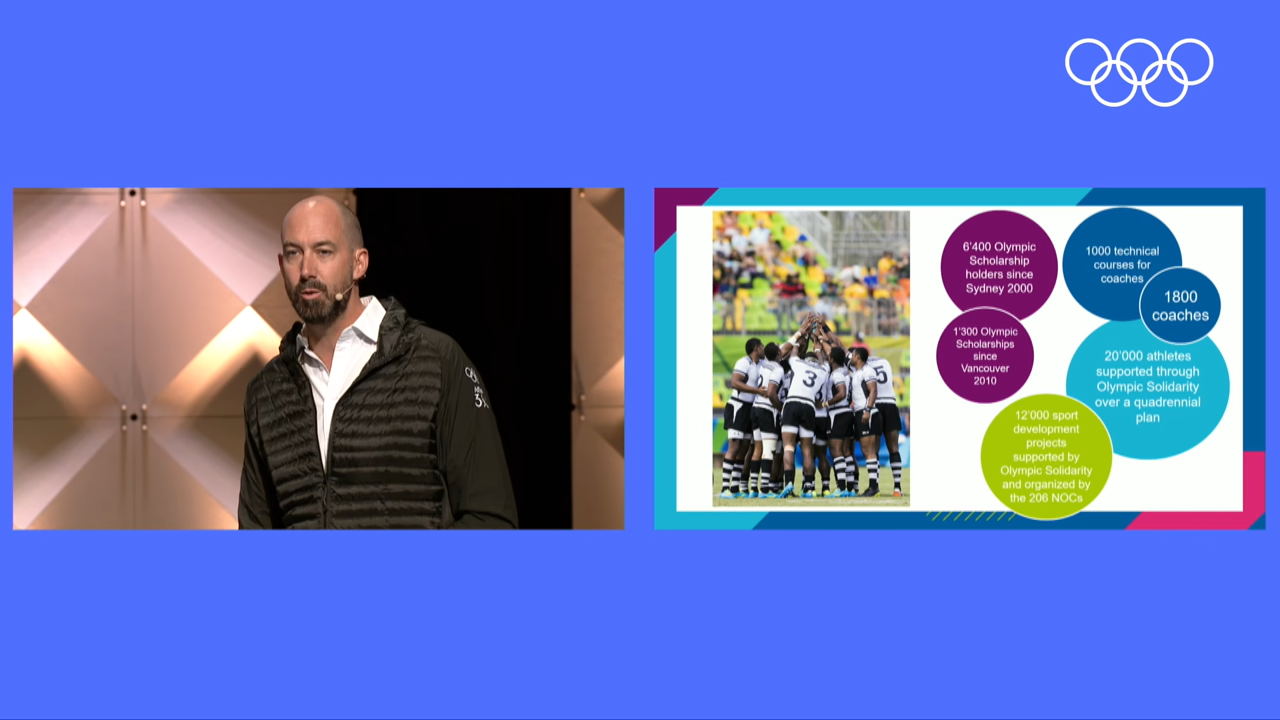 6'400 Olympic
Scholarship
holders since
Sydney 2000
1000 technical
courses for
coaches
1800
coaches
1'300 Olympic
Scholarships
since
Vancouver
2010
20'000 athletes
supported through
Olympic Solidarity
over a quadrennial
plan
12'000 sport
development
projects
supported by
Olympic Solidarity
and organized by
the 206 NOCs
3
5